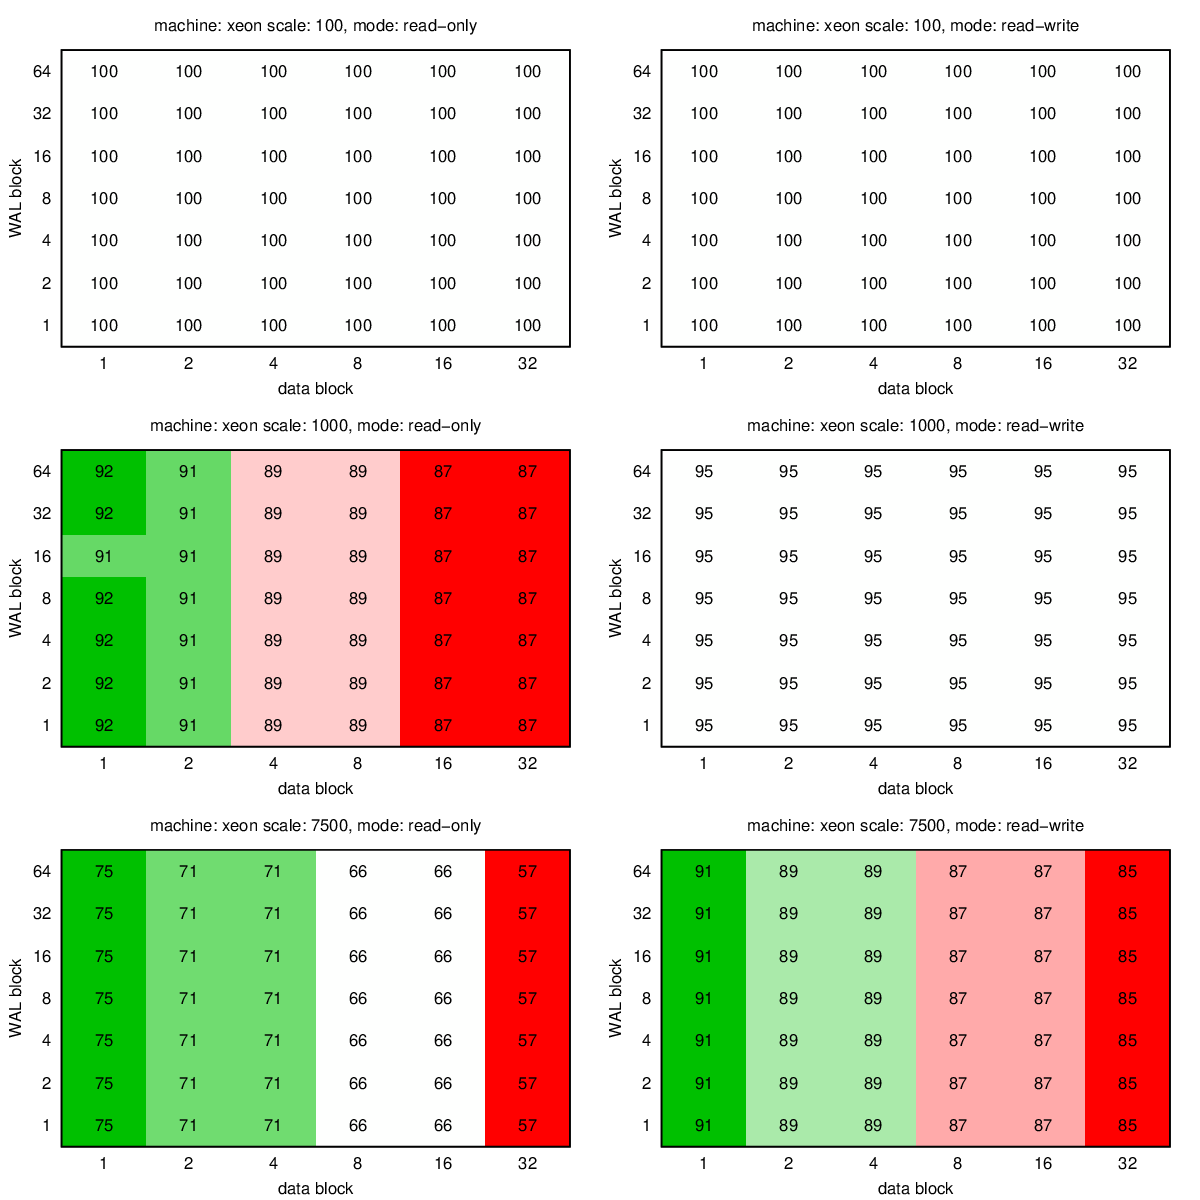 machine: xeon scale: 100, mode: read−only
64 100 100 100 100 100 100
32 100 100 100 100 100 100
16 100 100 100 100 100 100
8 100 100 100 100 100 100
4 100 100 100 100 100 100
2 100 100 100 100 100 100
1 100 100 100 100 100 100
WAL block
1 2 4 8 16 32
data block
machine: xeon scale: 100, mode: read−write
64 100 100 100 100 100 100
32 100 100 100 100 100 100
16 100 100 100 100 100 100
8 100 100 100 100 100 100
4 100 100 100 100 100 100
2 100 100 100 100 100 100
1 100 100 100 100 100 100
WAL block
1 2 4 8 16 32
data block
machine: xeon scale: 1000, mode: read−only
64 92 91 89 89 87 87
32 92 91 89 89 87 87
16 91 91 89 89 87 87
8 92 91 89 89 87 87
4 92 91 89 89 87 87
2 92 91 89 89 87 87
1 92 91 89 89 87 87
WAL block
1 2 4 8 16 32
data block
machine: xeon scale: 1000, mode: read−write
64 95 95 95 95 95 95
32 95 95 95 95 95 95
16 95 95 95 95 95 95
8 95 95 95 95 95 95
4 95 95 95 95 95 95
2 95 95 95 95 95 95
1 95 95 95 95 95 95
WAL block
1 2 4 8 16 32
data block
machine: xeon scale: 7500, mode: read−only
64 75 71 71 66 66 57
32 75 71 71 66 66 57
16 75 71 71 66 66 57
8 75 71 71 66 66 57
4 75 71 71 66 66 57
2 75 71 71 66 66 57
1 75 71 71 66 66 57
WAL block
1 2 4 8 16 32
data block
machine: xeon scale: 7500, mode: read−write
64 91 89 89 87 87 85
32 91 89 89 87 87 85
16 91 89 89 87 87 85
8 91 89 89 87 87 85
4 91 89 89 87 87 85
2 91 89 89 87 87 85
1 91 89 89 87 87 85
WAL block
1 2 4 8 16 32
data block